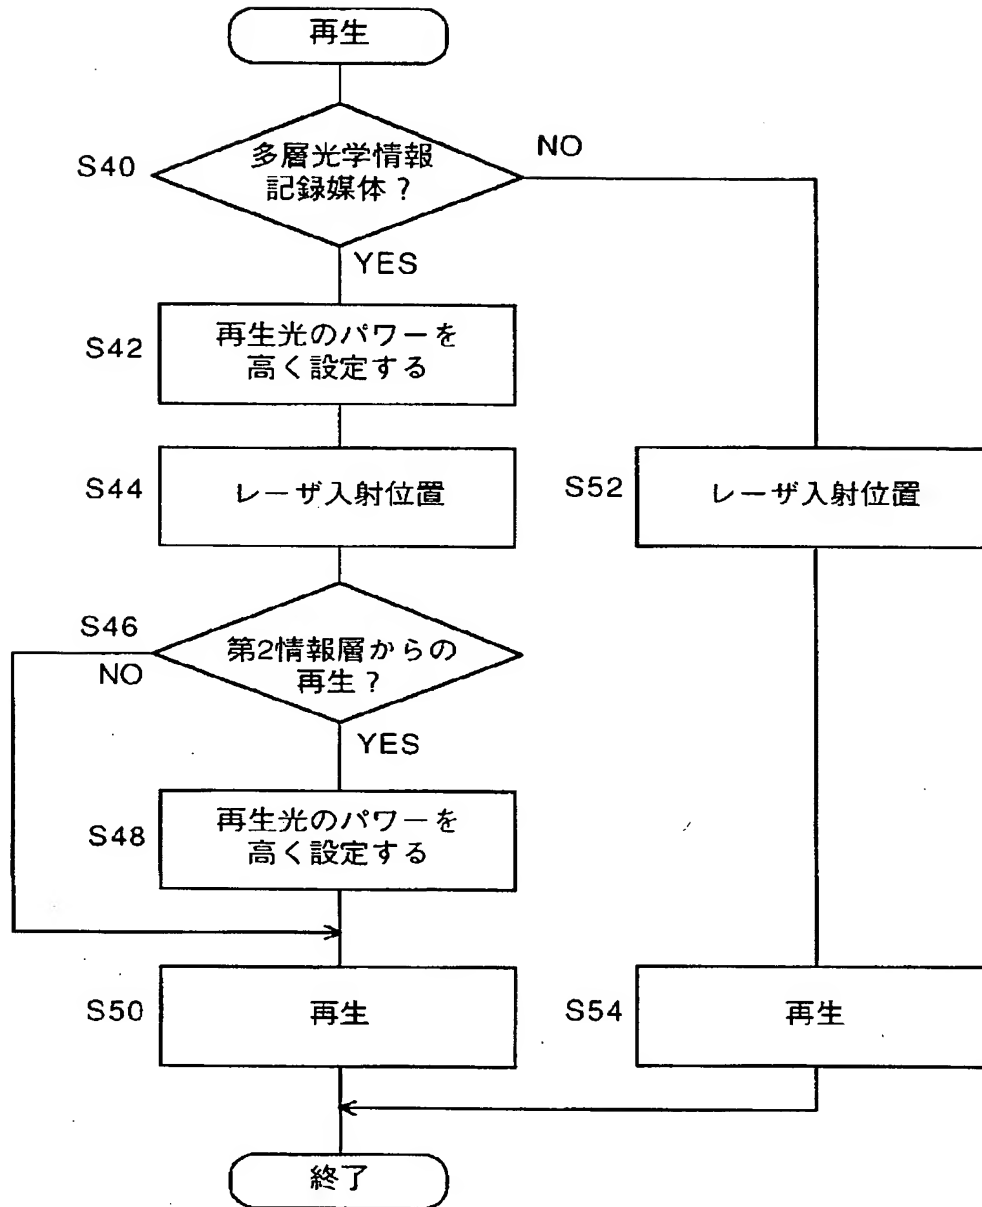 再生
S40
多層光学情報
記録媒体?
NO
YES
S42
再生光のパワーを
高く設定する
S44
レーザ入射位置
S52
レーザ入射位置
S46
NO
第2情報層からの
再生?
YES
S48
再生光のパワーを
高く設定する
S50
再生
S54
再生
終了